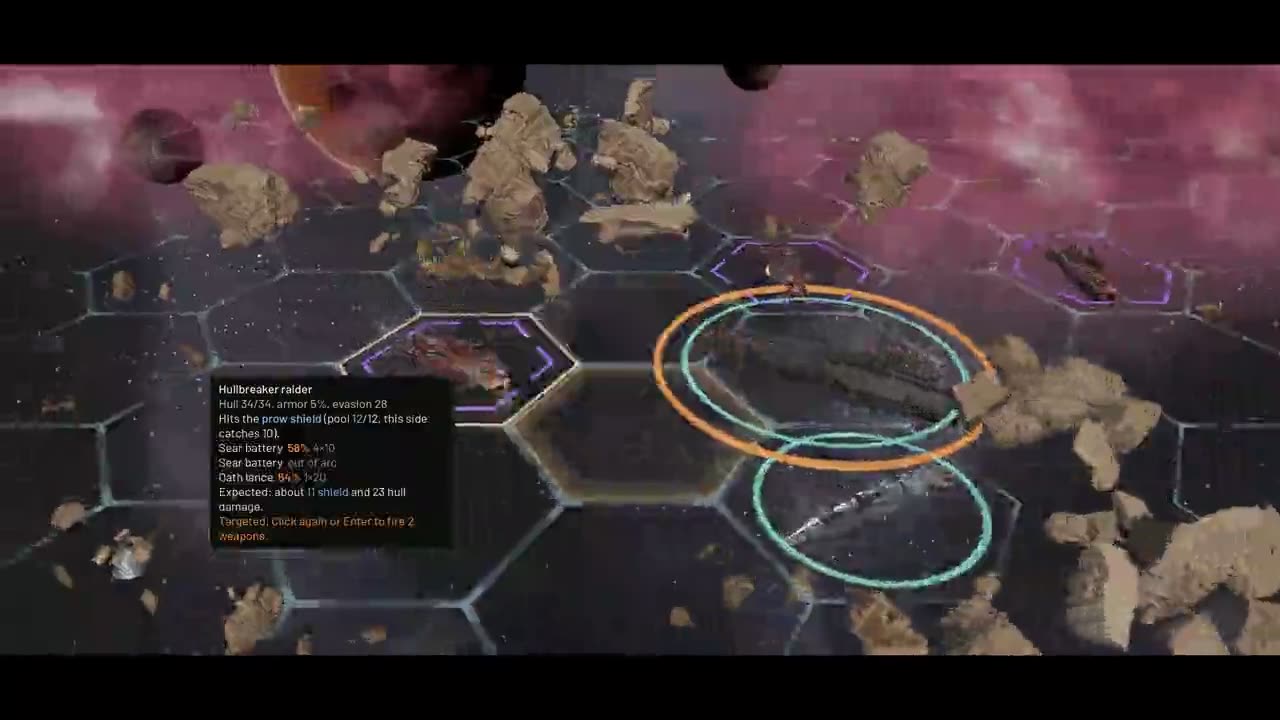 Hullbreaker raider
Hull 34/34, armor 5%, evasion 28
Hits the prow shield (pool 12/12, this side
catches 10).
Sear battery 58% 4×10
Sear battery out of arc
Oath lance 84% 1×20
Expected: about 11 shield and 23 hull
damage.
Targeted. Click again or Enter to fire 2
weapons.